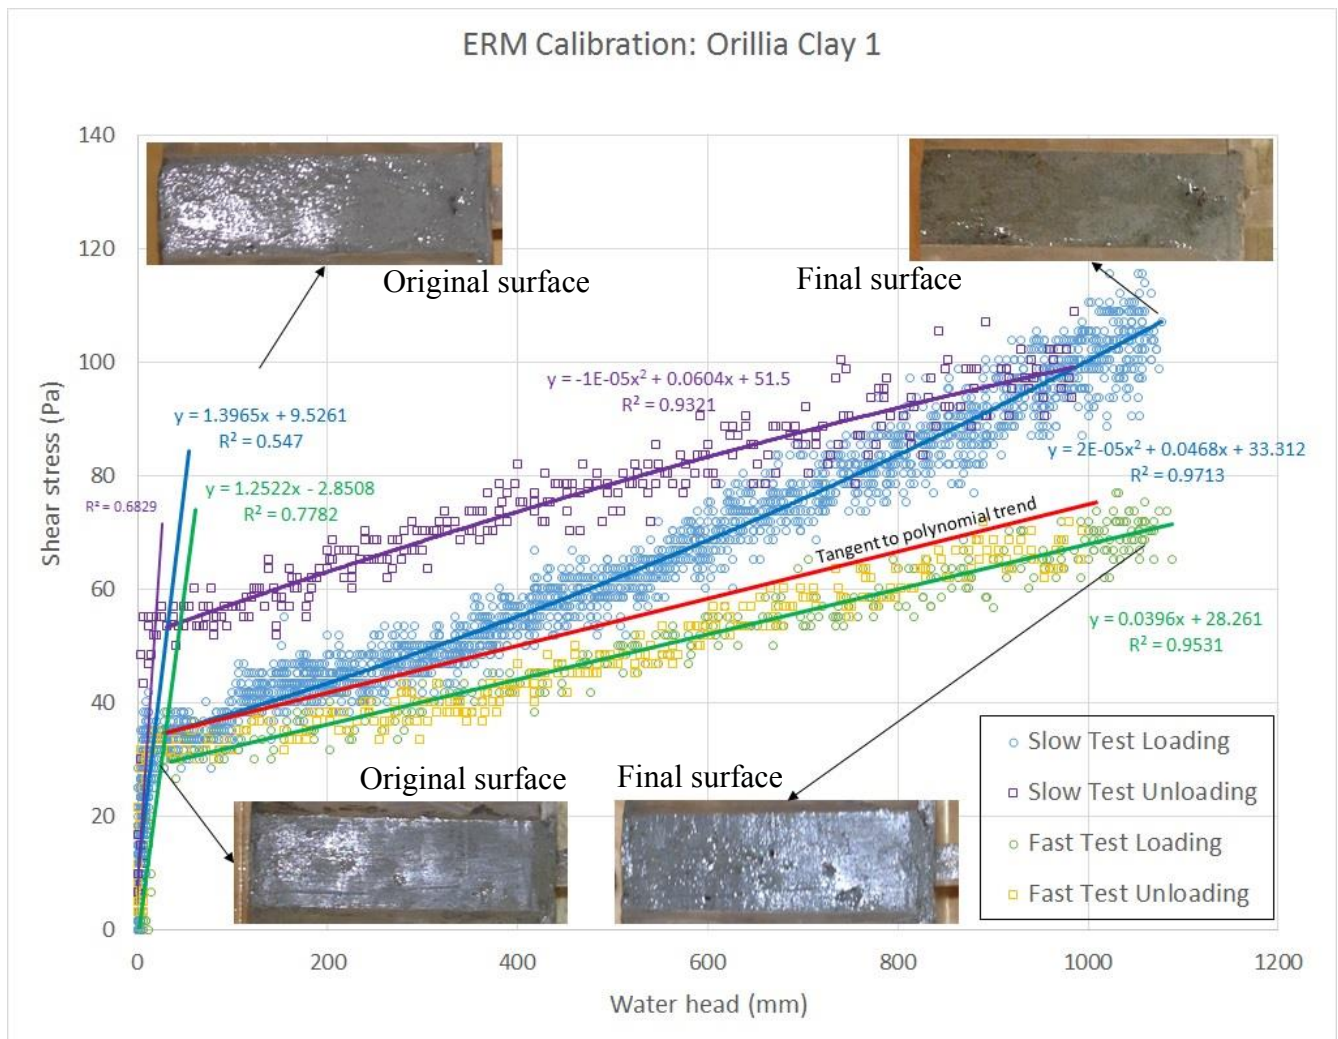 ERM Calibration: Orillia Clay 1
140
120
100
80
60
40
20
0
Shear stress (Pa)
Original surface
Final surface
y = -1E-05x² + 0.0604x + 51.5
R² = 0.9321
y = 1.3965x + 9.5261
R² = 0.547
y = 2E-05x² + 0.0468x + 33.312
R² = 0.9713
y = 1.2522x - 2.8508
R² = 0.7782
R² = 0.6829
Tangent to polynomial trend
y = 0.0396x + 28.261
R² = 0.9531
Original surface
Final surface
Slow Test Loading
Slow Test Unloading
Fast Test Loading
Fast Test Unloading
0
200
400
600
800
1000
1200
Water head (mm)